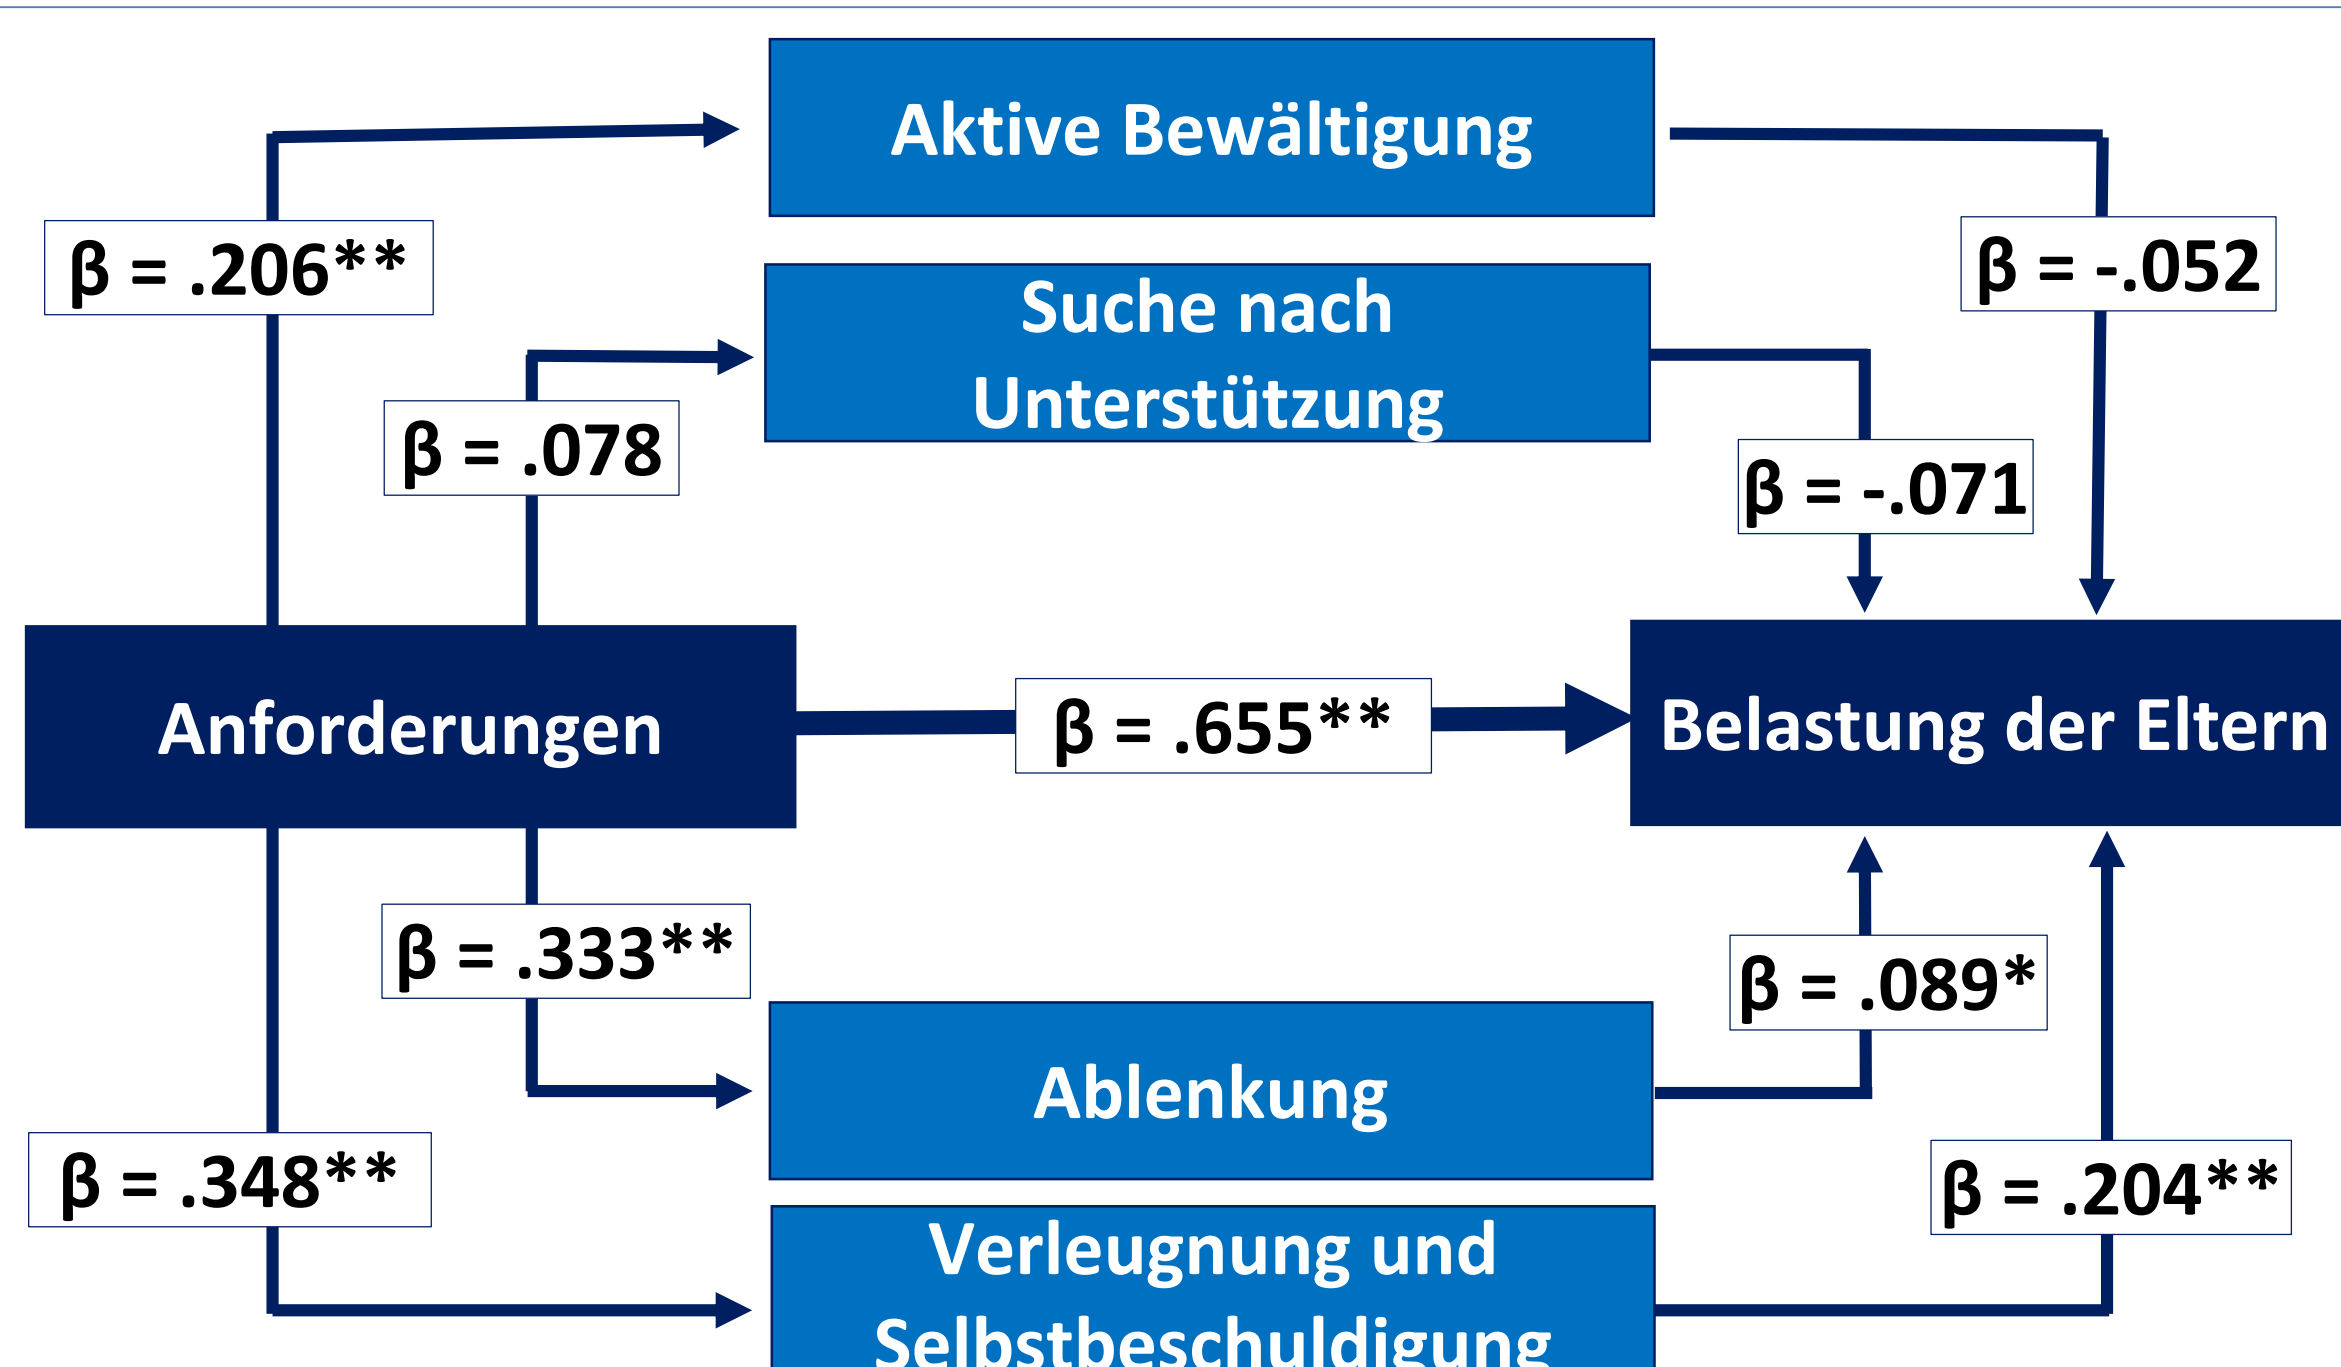 Aktive Bewältigung
β = .206**
β = -.052
Suche nach
Unterstützung
β = .078
β = -.071
Anforderungen
β = .655**
Belastung der Eltern
β = .333**
β = .089*
Ablenkung
β = .348**
β = .204**
Verleugnung und
Selbstbeschuldigung